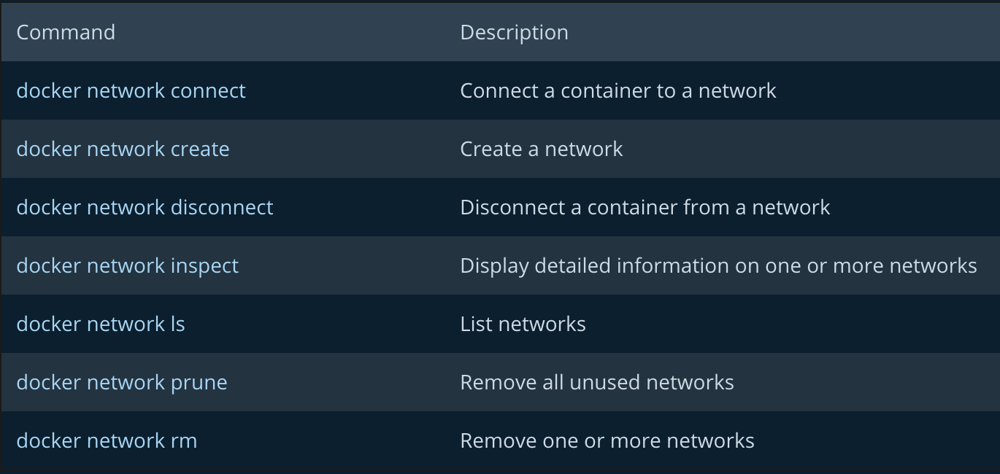 Command Description
docker network connect Connect a container to a network
docker network create Create a network
docker network disconnect Disconnect a container from a network
docker network inspect Display detailed information on one or more networks
docker network ls List networks
docker network prune Remove all unused networks
docker network rm Remove one or more networks